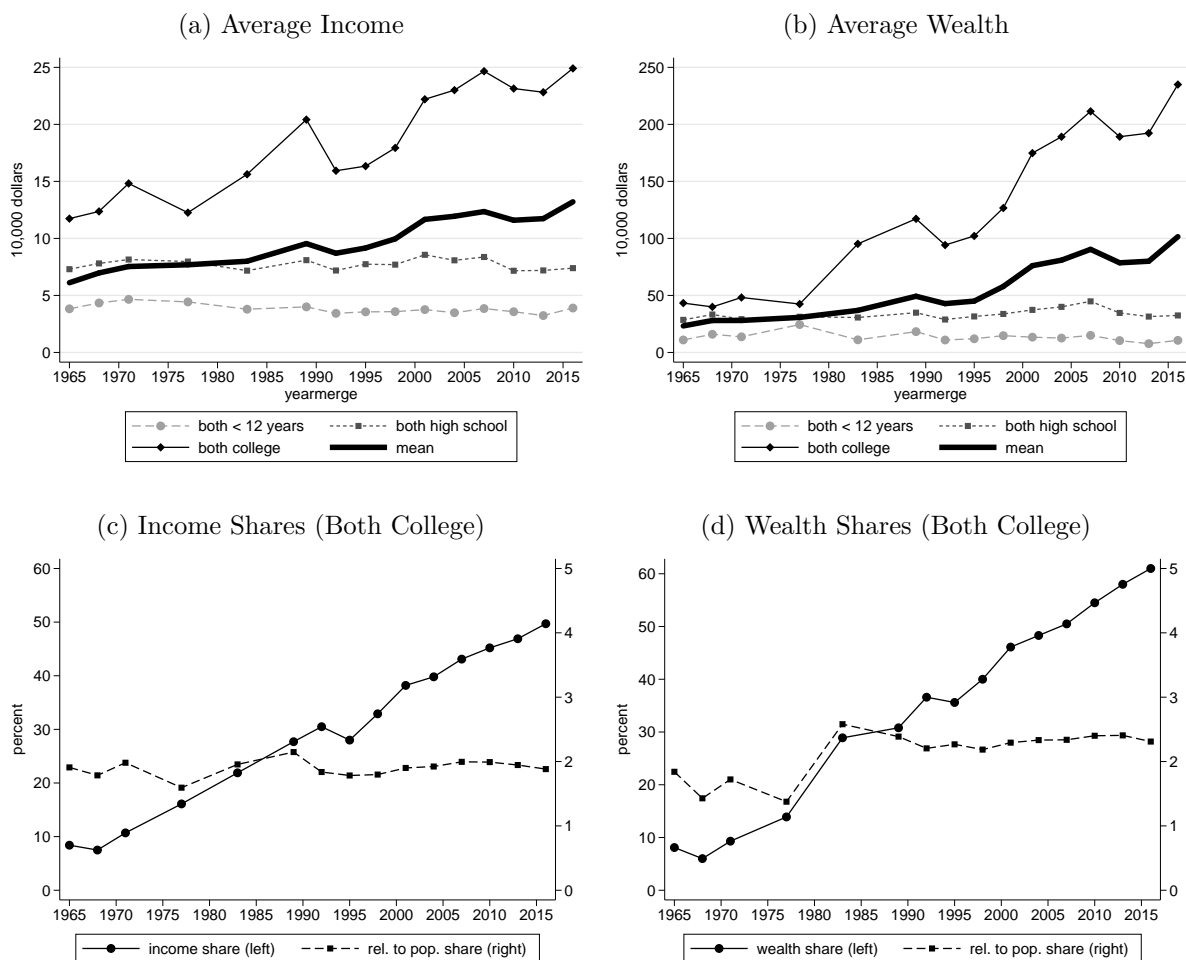 (a) Average Income
25
20
15
10
5
0
10,000 dollars
1965 1970 1975 1980 1985 1990 1995 2000 2005 2010 2015
yearmerge
both < 12 years both high school
both college mean
(b) Average Wealth
250
200
150
100
50
0
10,000 dollars
1965 1970 1975 1980 1985 1990 1995 2000 2005 2010 2015
yearmerge
both < 12 years both high school
both college mean
(c) Income Shares (Both College)
60
50
40
30
20
10
0
percent
5
4
3
2
1
0
1965 1970 1975 1980 1985 1990 1995 2000 2005 2010 2015
income share (left) rel. to pop. share (right)
(d) Wealth Shares (Both College)
60
50
40
30
20
10
0
percent
5
4
3
2
1
0
1965 1970 1975 1980 1985 1990 1995 2000 2005 2010 2015
wealth share (left) rel. to pop. share (right)